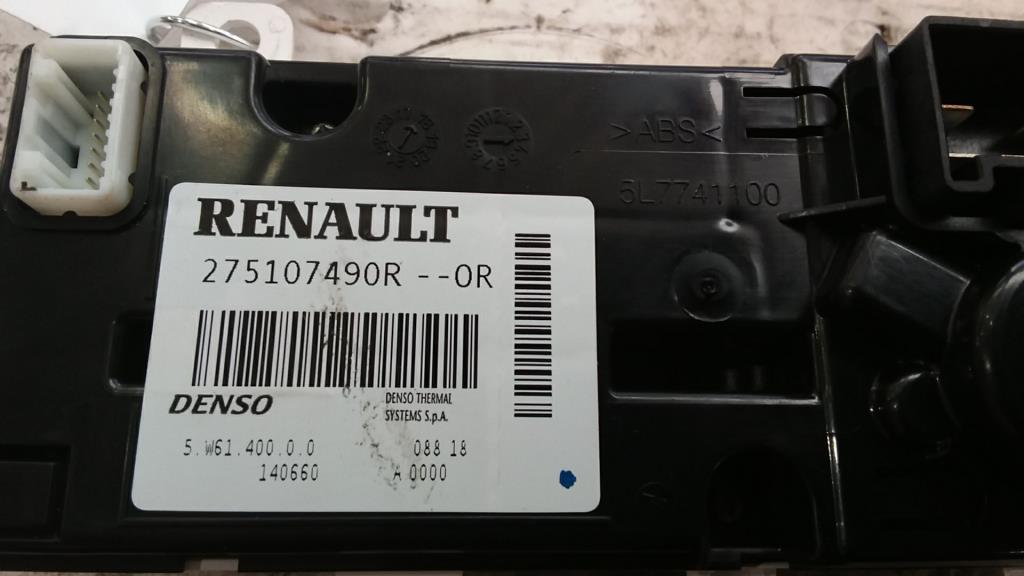 >ABS<
5L7741100
RENAULT
275107490R --0R
DENSO
DENSO THERMAL
SYSTEMS S.p.A.
5.W61.400.0.0 088 18
140660 A 0000